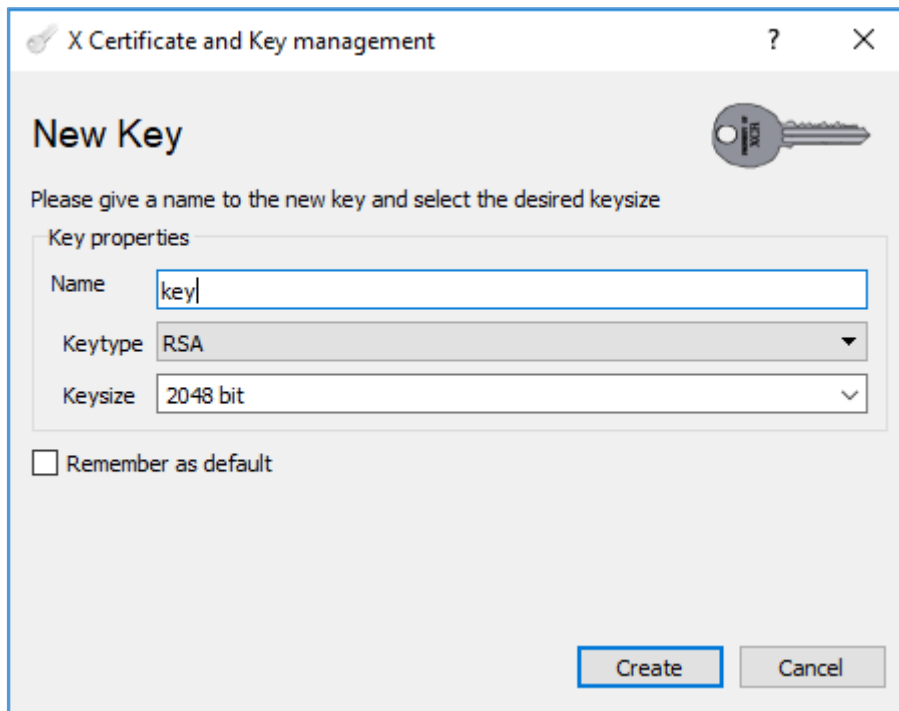 X Certificate and Key management
New Key
Please give a name to the new key and select the desired keysize
Key properties
Name key
Keytype RSA
Keysize 2048 bit
Remember as default
Create Cancel